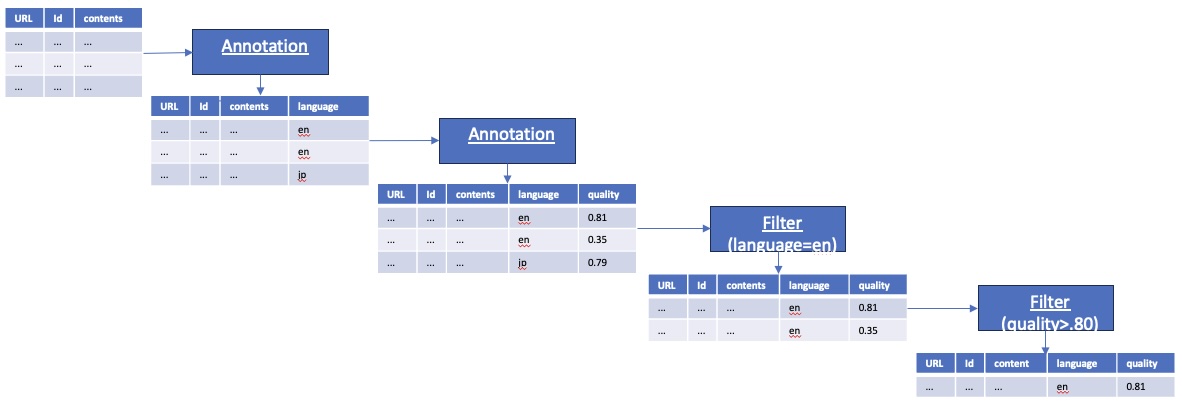 URL Id contents
... ... ...
... ... ...
... ... ...
Annotation
URL Id contents language
... ... ... en
... ... ... en
... ... ... jp
Annotation
URL Id contents language quality
... ... ... en 0.81
... ... ... en 0.35
... ... ... jp 0.79
Filter
(language=en)
URL Id contents language quality
... ... ... en 0.81
... ... ... en 0.35
Filter
(quality>.80)
URL Id content language quality
... ... ... en 0.81